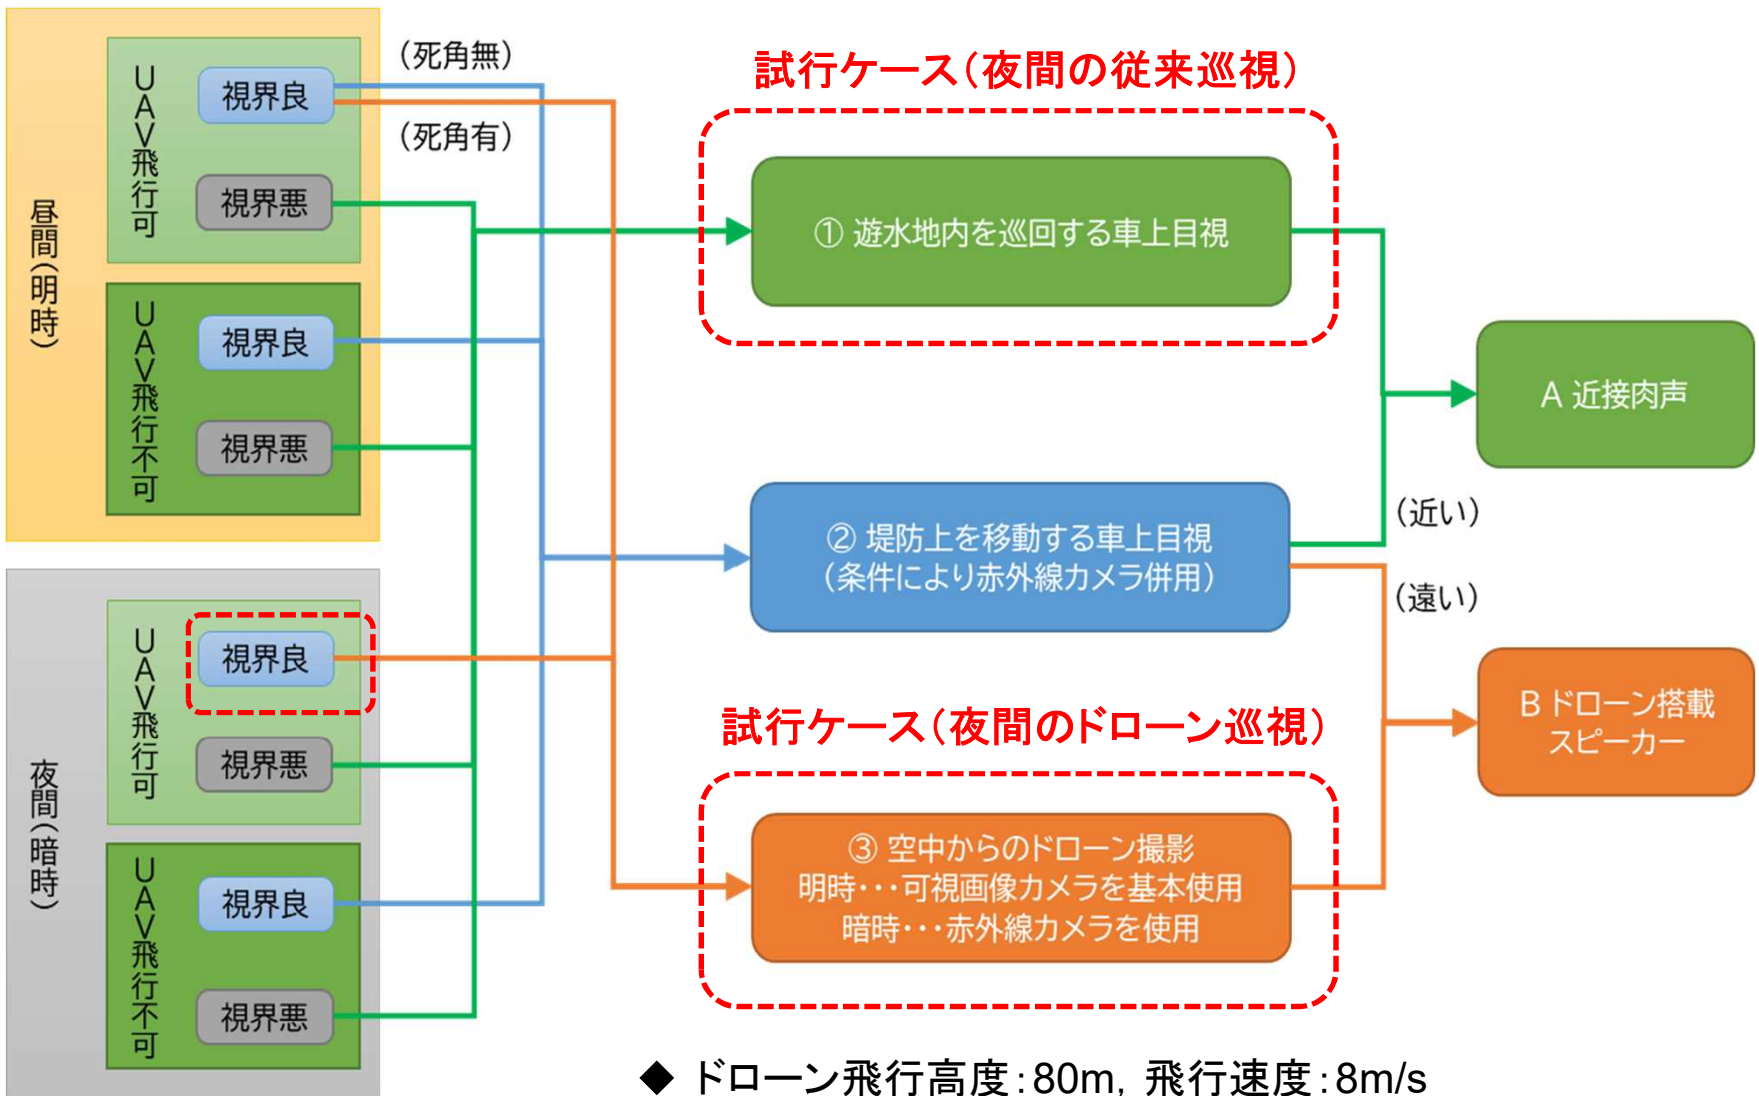 昼間(明時)
UAV飛行可
視界良
(死角無)
(死角有)
視界悪
UAV飛行不可
視界良
視界悪
夜間(暗時)
UAV飛行可
視界良
視界悪
UAV飛行不可
視界良
視界悪
試行ケース(夜間の従来巡視)
① 遊水地内を巡回する車上目視
② 堤防上を移動する車上目視
(条件により赤外線カメラ併用)
試行ケース(夜間のドローン巡視)
③ 空中からのドローン撮影
明時・・・可視画像カメラを基本使用
暗時・・・赤外線カメラを使用
(近い)
(遠い)
A 近接肉声
B ドローン搭載
スピーカー
◆ ドローン飛行高度:80m, 飛行速度:8m/s